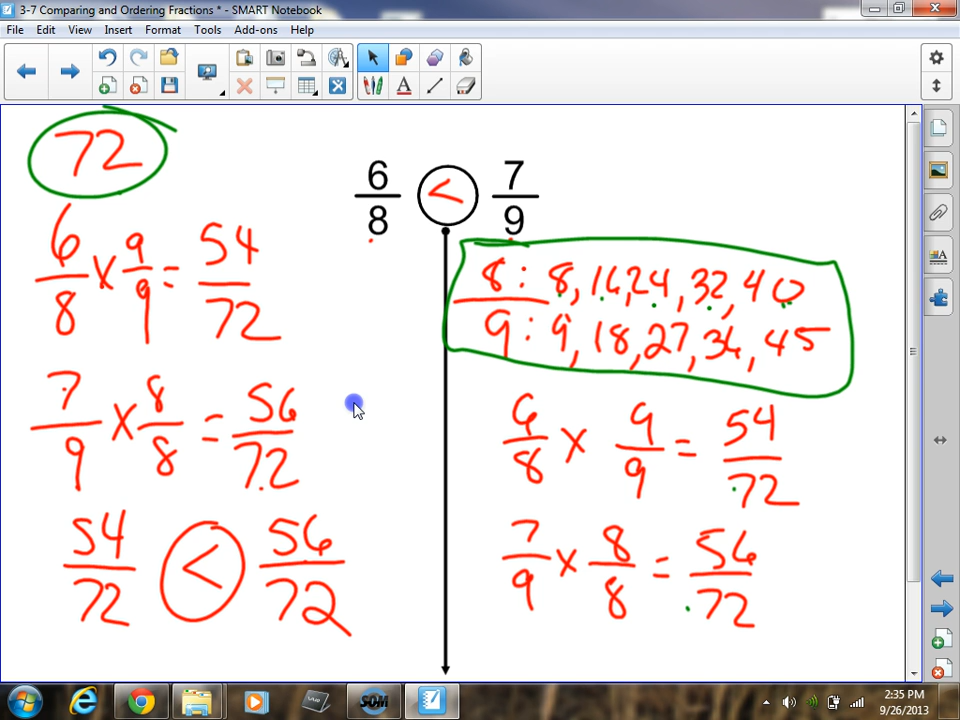 3-7 Comparing and Ordering Fractions * - SMART Notebook
File Edit View Insert Format Tools Add-ons Help
72
6/8 < 7/9
6/8 x 9/9 = 54/72
8 : 8, 16, 24, 32, 40
9 : 9, 18, 27, 36, 45
7/9 x 8/8 = 56/72
54/72 < 56/72
6/8 x 9/9 = 54/72
7/9 x 8/8 = 56/72
SDM
2:35 PM
9/26/2013